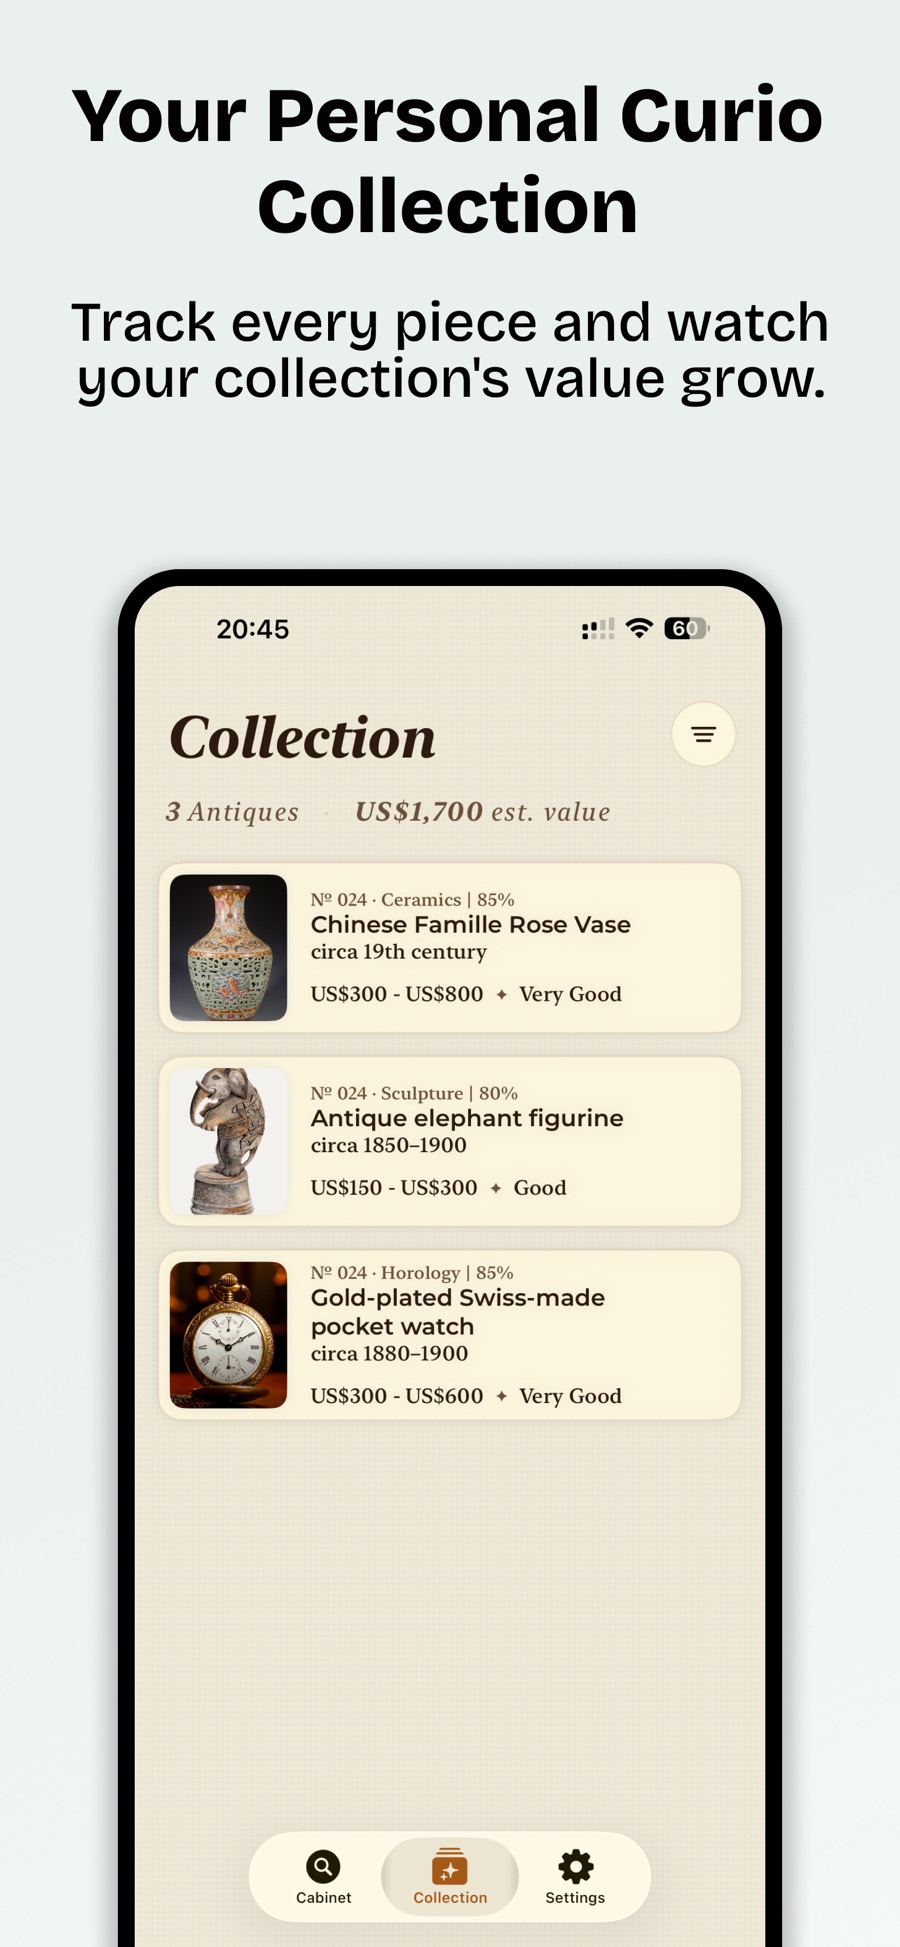 Your Personal Curio
Collection
Track every piece and watch
your collection's value grow.
20:45
60
Collection
3 Antiques · US$1,700 est. value
Nº 024 · Ceramics | 85%
Chinese Famille Rose Vase
circa 19th century
US$300 - US$800 ✦ Very Good
Nº 024 · Sculpture | 80%
Antique elephant figurine
circa 1850–1900
US$150 - US$300 ✦ Good
Nº 024 · Horology | 85%
Gold-plated Swiss-made
pocket watch
circa 1880–1900
US$300 - US$600 ✦ Very Good
Cabinet
Collection
Settings